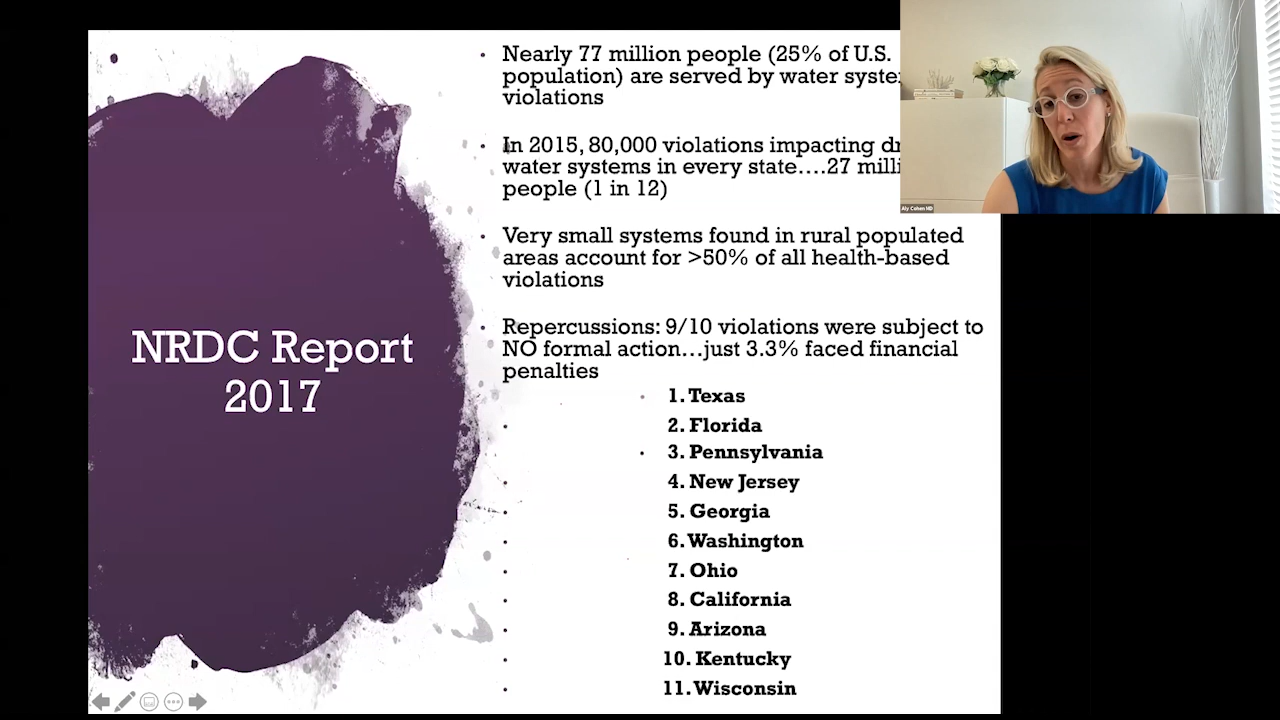 Nearly 77 million people (25% of U.S.
population) are served by water
violations
In 2015, 80,000 violations impacting
water systems in every state....27
people (1 in 12)
Very small systems found in rural populated
areas account for >50% of all health-based
violations
Repercussions: 9/10 violations were subject to
NO formal action...just 3.3% faced financial
penalties
NRDC Report
2017
1. Texas
2. Florida
3. Pennsylvania
4. New Jersey
5. Georgia
6. Washington
7. Ohio
8. California
9. Arizona
10. Kentucky
11. Wisconsin
Aly Cohen MD